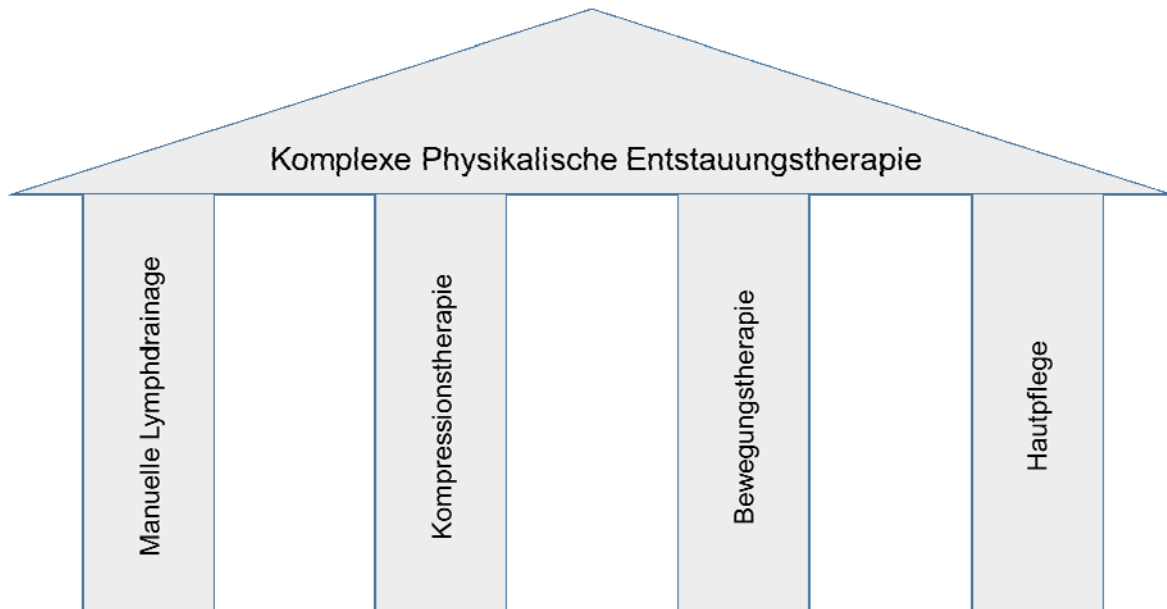 Komplexe Physikalische Entstauungstherapie
Manuelle Lymphdrainage
Kompressionstherapie
Bewegungstherapie
Hautpflege